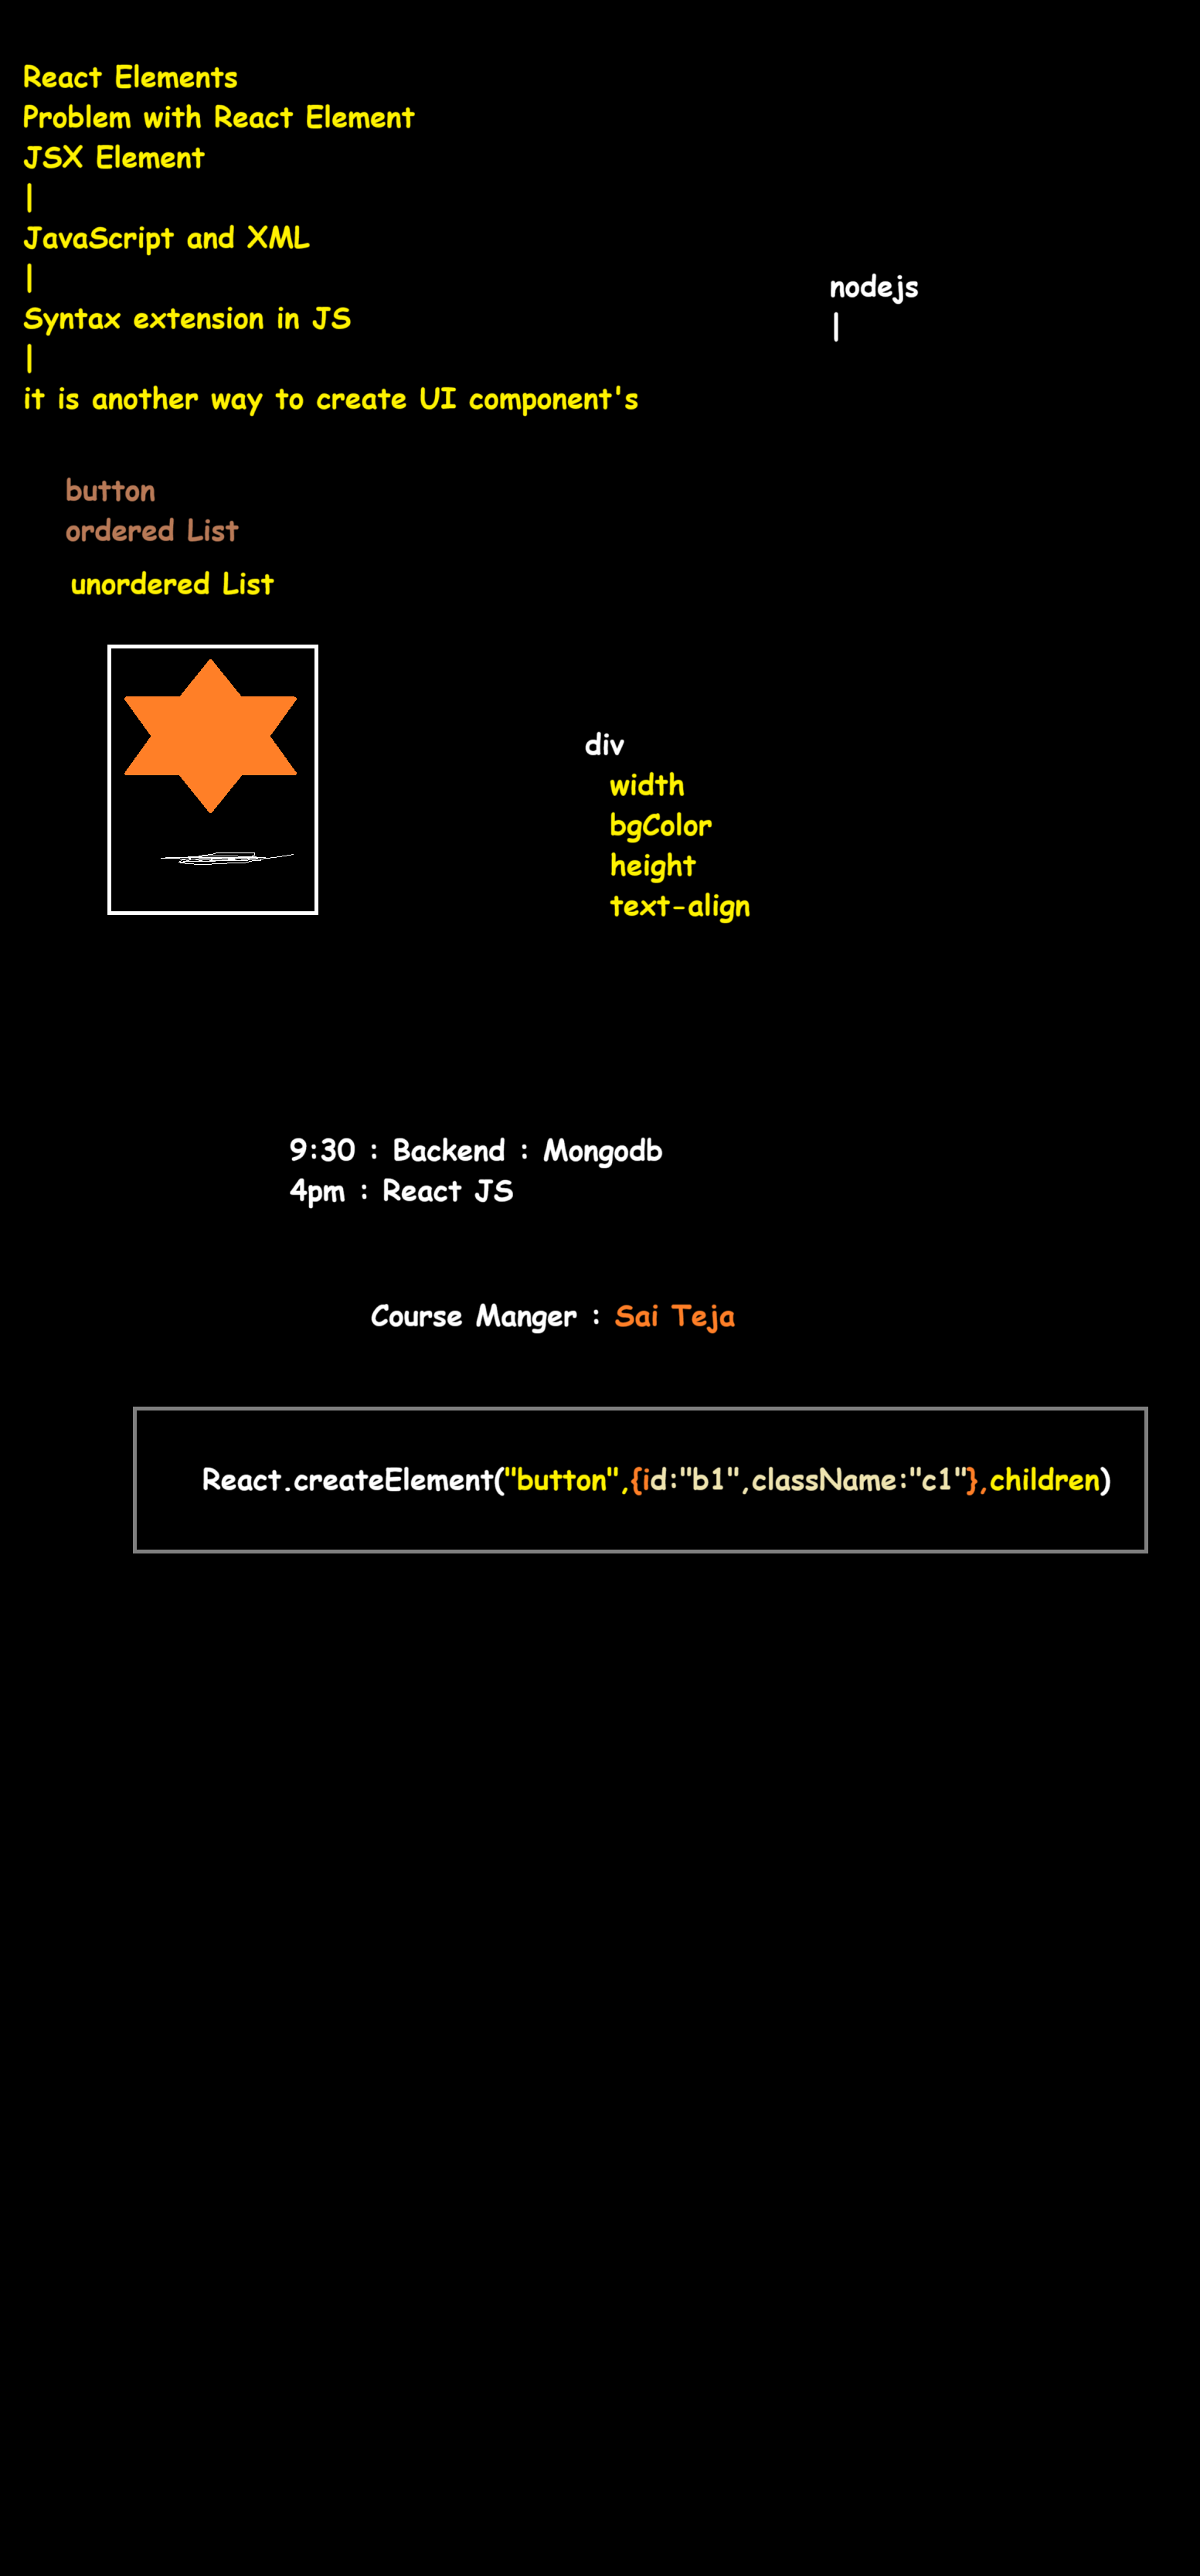 React Elements
Problem with React Element
JSX Element
|
JavaScript and XML
|
Syntax extension in JS
|
it is another way to create UI component's
nodejs
|
button
ordered List
unordered List
div
width
bgColor
height
text-align
9:30 : Backend : Mongodb
4pm : React JS
Course Manger : Sai Teja
React.createElement("button",{id:"b1",className:"c1"},children)